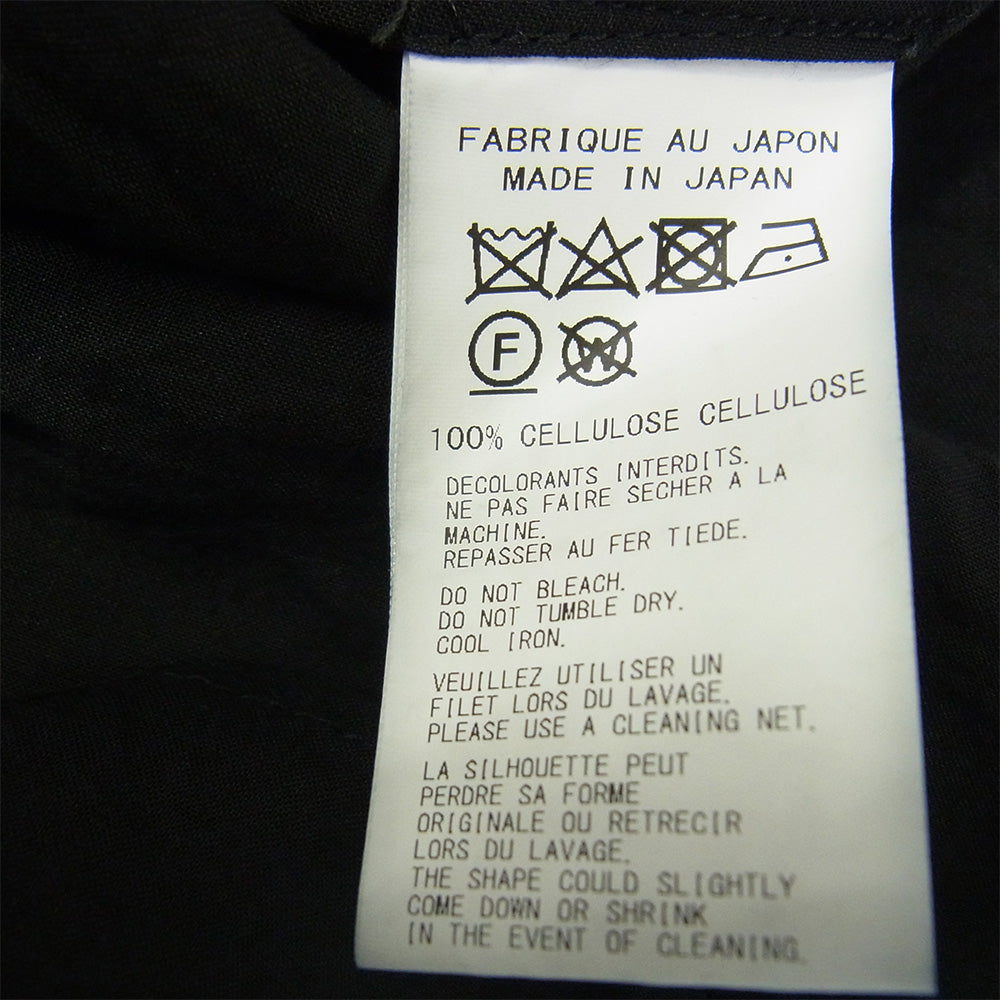 FABRIQUE AU JAPON
MADE IN JAPAN
F
W
100% CELLULOSE CELLULOSE
DECOLORANTS INTERDITS.
NE PAS FAIRE SECHER A LA
MACHINE.
REPASSER AU FER TIEDE.
DO NOT BLEACH.
DO NOT TUMBLE DRY.
COOL IRON.
VEUILLEZ UTILISER UN
FILET LORS DU LAVAGE.
PLEASE USE A CLEANING NET.
LA SILHOUETTE PEUT
PERDRE SA FORME
ORIGINALE OU RETRECIR
LORS DU LAVAGE.
THE SHAPE COULD SLIGHTLY
COME DOWN OR SHRINK
IN THE EVENT OF CLEANING.